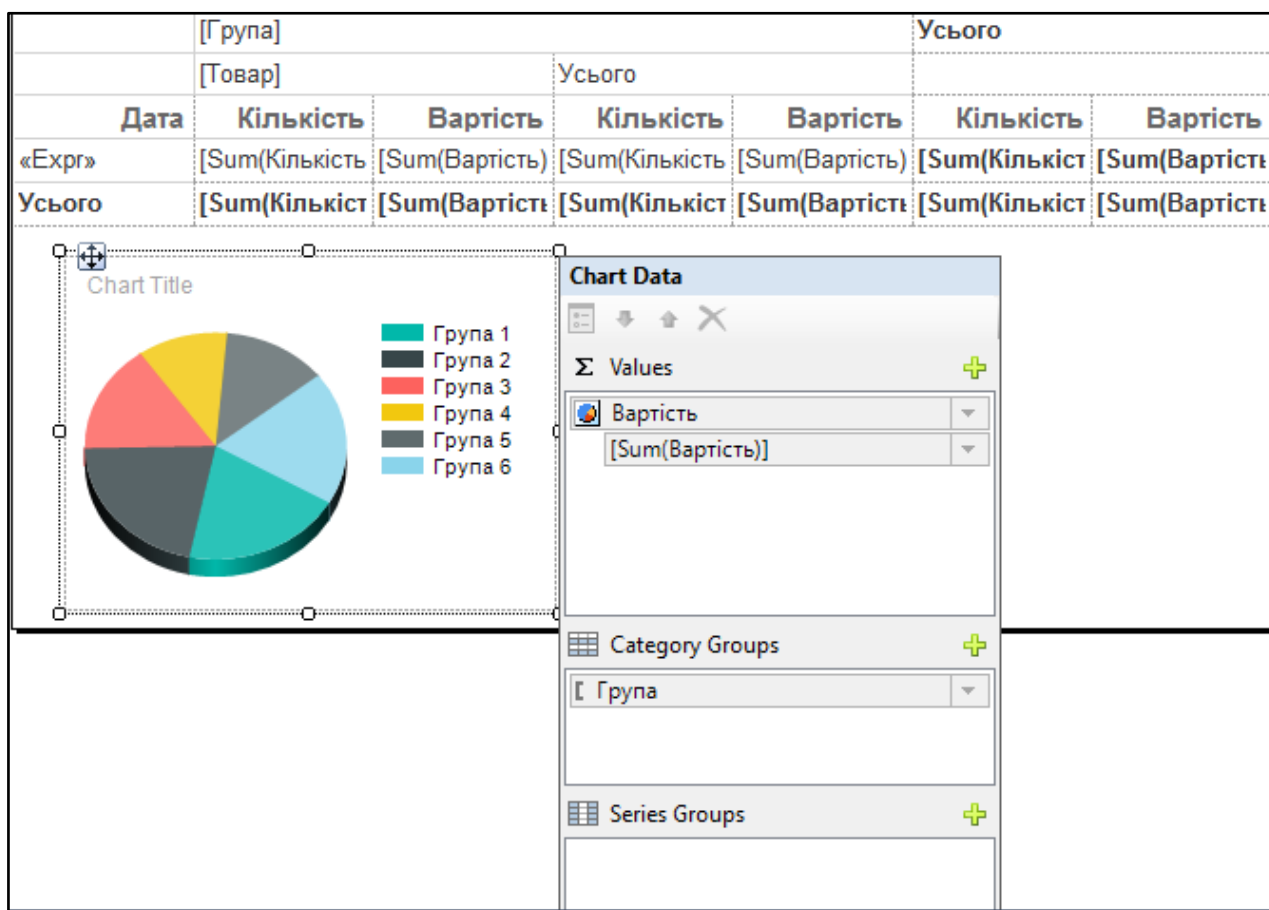 [Група] Усього
[Товар] Усього
Дата Кількість Вартість Кількість Вартість Кількість Вартість
«Expr» [Sum(Кількість [Sum(Вартість) [Sum(Кількість [Sum(Вартість) [Sum(Кількіст [Sum(Вартість
Усього [Sum(Кількіст [Sum(Вартість [Sum(Кількіст [Sum(Вартість [Sum(Кількіст [Sum(Вартість
Chart Title
Група 1
Група 2
Група 3
Група 4
Група 5
Група 6
Chart Data
Σ Values
Вартість
[Sum(Вартість)]
Category Groups
[ Група
Series Groups